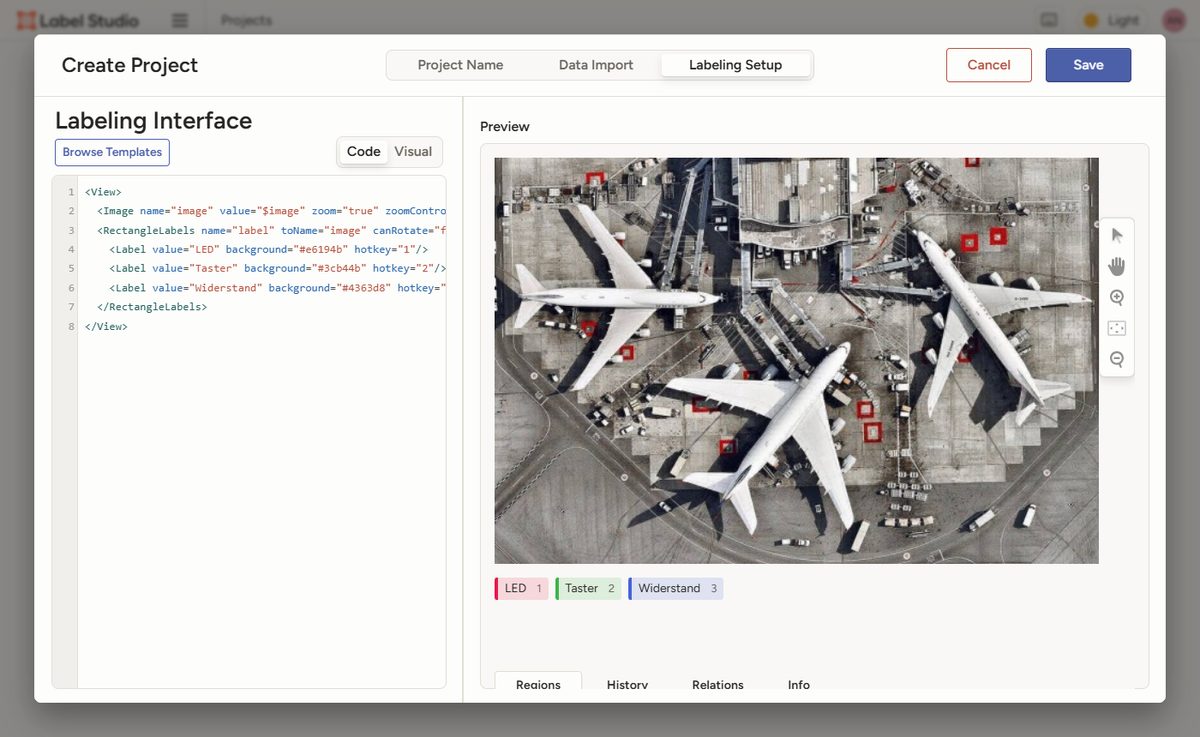 Label Studio
Projects
Light
Create Project
Project Name
Data Import
Labeling Setup
Cancel
Save
Labeling Interface
Browse Templates
Code
Visual
Preview
1 <View>
2 <Image name="image" value="$image" zoom="true" zoomContro
3 <RectangleLabels name="label" toName="image" canRotate="f
4 <Label value="LED" background="#e6194b" hotkey="1"/>
5 <Label value="Taster" background="#3cb44b" hotkey="2"/>
6 <Label value="Widerstand" background="#4363d8" hotkey="
7 </RectangleLabels>
8 </View>
LED 1
Taster 2
Widerstand 3
Regions
History
Relations
Info